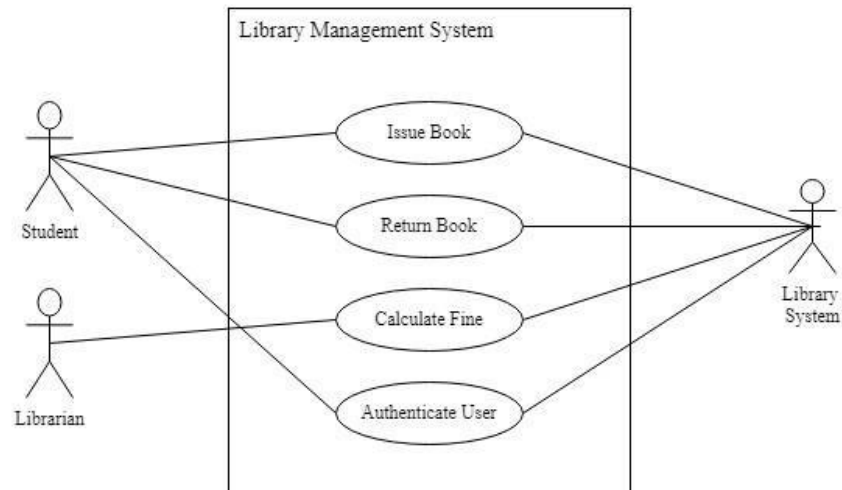 Library Management System
Issue Book
Return Book
Student
Calculate Fine
Library
System
Authenticate User
Librarian